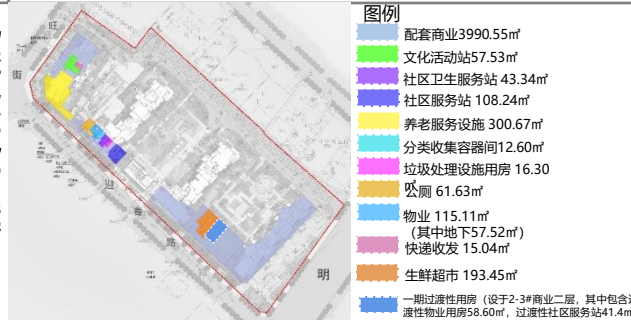 图例
配套商业3990.55㎡
文化活动站57.53㎡
社区卫生服务站 43.34㎡
社区服务站 108.24㎡
养老服务设施 300.67㎡
分类收集容器间12.60㎡
垃圾处理设施用房 16.30
㎡
公厕 61.63㎡
物业 115.11㎡
(其中地下57.52㎡)
快递收发 15.04㎡
生鲜超市 193.45㎡
一期过渡性用房（设于2-3#商业二层，其中包含过
渡性物业用房58.60㎡，过渡性社区服务站41.4m
旺
街
迎
春
路
明